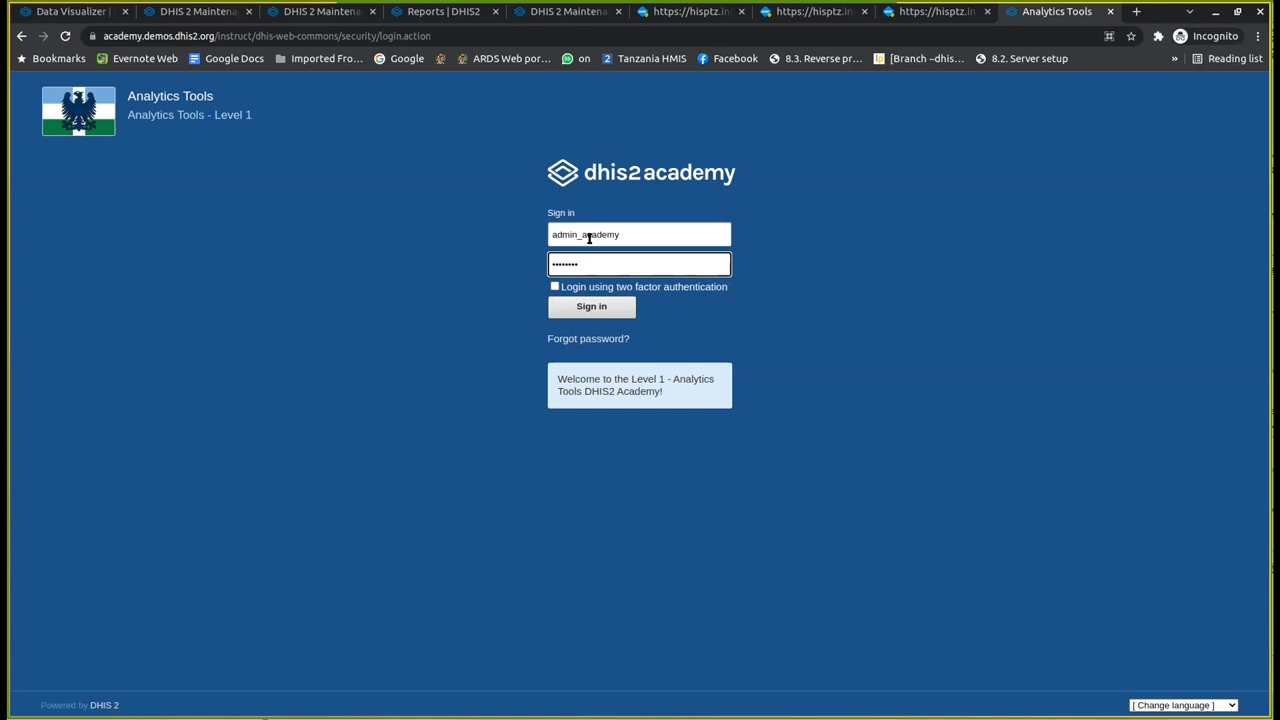 Data Visualizer |
DHIS 2 Maintena
DHIS 2 Maintena
Reports | DHIS2
DHIS 2 Maintena
https://hisptz.in
https://hisptz.in
https://hisptz.in
Analytics Tools
academy.demos.dhis2.org/instruct/dhis-web-commons/security/login.action
Incognito
Bookmarks
Evernote Web
Google Docs
Imported Fro...
Google
ARDS Web por...
on
Tanzania HMIS
Facebook
8.3. Reverse pr...
[Branch ~dhis...
8.2. Server setup
»
Reading list
Analytics Tools
Analytics Tools - Level 1
dhis2 academy
Sign in
admin_academy
••••••••
Login using two factor authentication
Sign in
Forgot password?
Welcome to the Level 1 - Analytics
Tools DHIS2 Academy!
Powered by DHIS 2
[ Change language ]